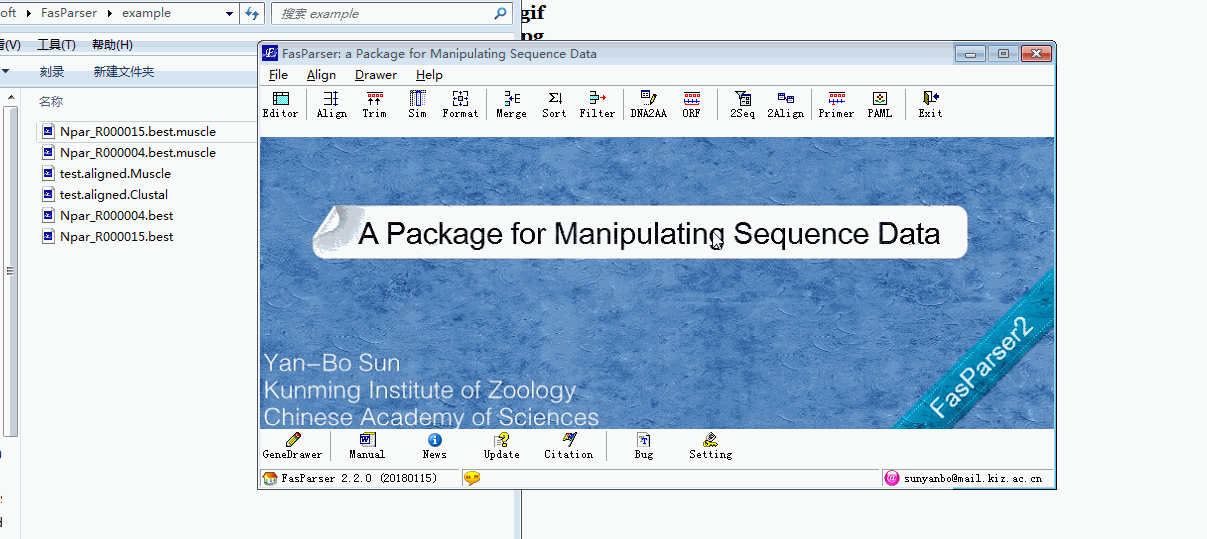 oft FasParser example
搜索 example
gif
看(V) 工具(T) 帮助(H)
刻录 新建文件夹
名称
Npar_R000015.best.muscle
Npar_R000004.best.muscle
test.aligned.Muscle
test.aligned.Clustal
Npar_R000004.best
Npar_R000015.best
FasParser: a Package for Manipulating Sequence Data
File Align Drawer Help
Editor Align Trim Sim Format Merge Sort Filter DNA2AA ORF 2Seq 2Align Primer PAML Exit
A Package for Manipulating Sequence Data
Yan-Bo Sun
Kunming Institute of Zoology
Chinese Academy of Sciences
FasParser2
GeneDrawer Manual News Update Citation Bug Setting
FasParser 2.2.0 (20180115)
sunyanbo@mail.kiz.ac.cn